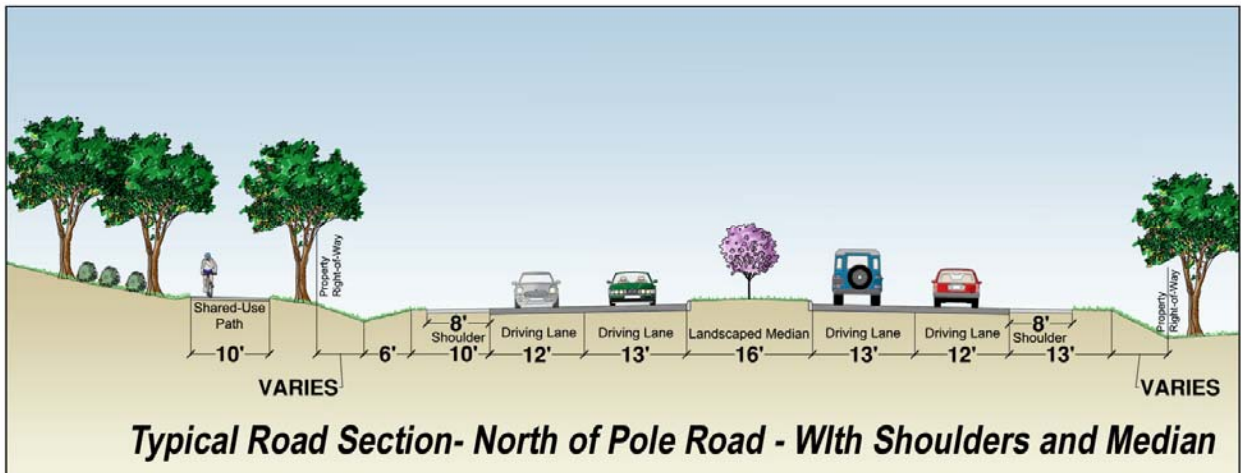 Property
Right-of-Way
Property
Right-of-Way
Shared-Use
Path
10'
VARIES
6'
8'
Shoulder
10'
Driving Lane
12'
Driving Lane
13'
Landscaped Median
16'
Driving Lane
13'
Driving Lane
12'
8'
Shoulder
13'
VARIES
Typical Road Section- North of Pole Road - WIth Shoulders and Median